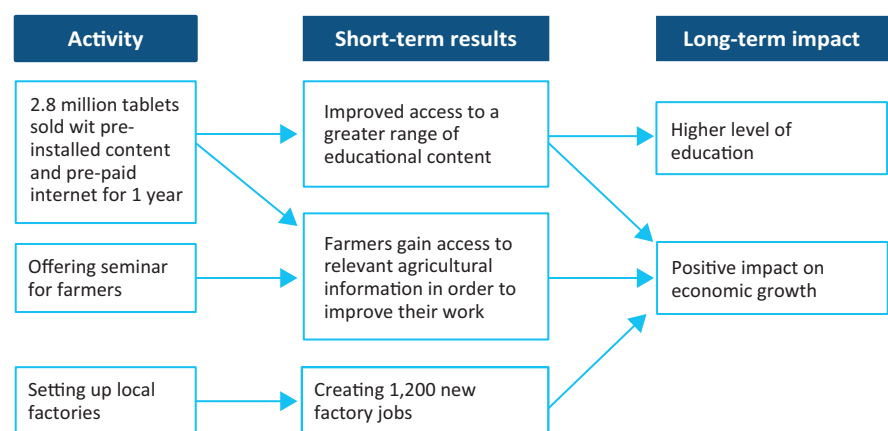 Activity
Short-term results
Long-term impact
2.8 million tablets
sold wit pre-
installed content
and pre-paid
internet for 1 year
Improved access to a
greater range of
educational content
Higher level of
education
Offering seminar
for farmers
Farmers gain access to
relevant agricultural
information in order to
improve their work
Positive impact on
economic growth
Setting up local
factories
Creating 1,200 new
factory jobs